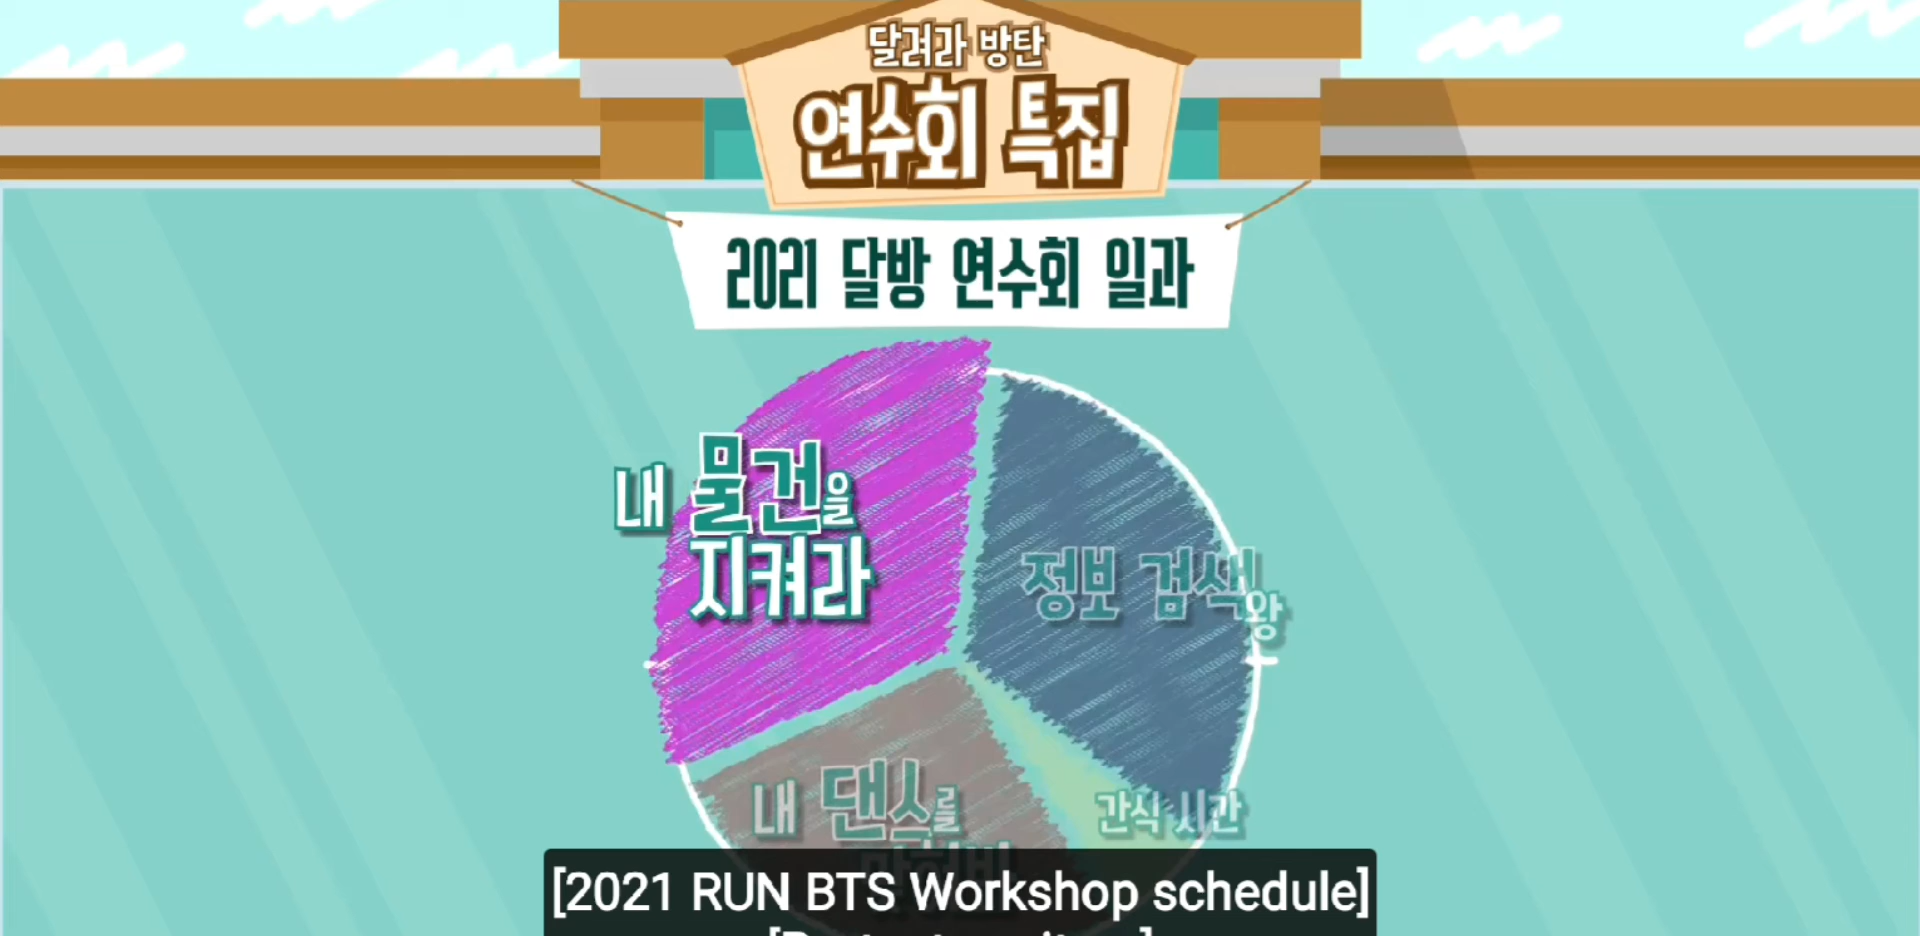 달려라 방탄
연수회 특집
2021 달방 연수회 일과
내 물건을
지켜라
정보 검색왕
내 댄스를
간식 시간
[2021 RUN BTS Workshop schedule]